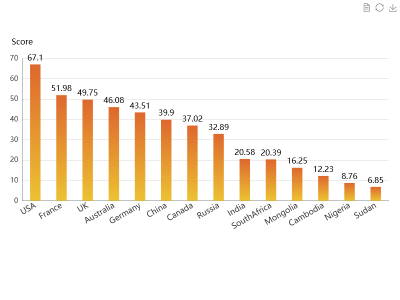 Score
70
60
50
40
30
20
10
0
67.1
51.98
49.75
46.08
43.51
39.9
37.02
32.89
20.58
20.39
16.25
12.23
8.76
6.85
USA
France
UK
Australia
Germany
China
Canada
Russia
India
SouthAfrica
Mongolia
Cambodia
Nigeria
Sudan